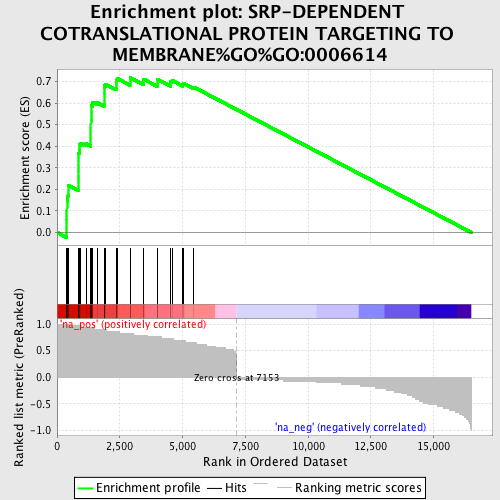 Enrichment plot: SRP-DEPENDENT
COTRANSLATIONAL PROTEIN TARGETING TO
MEMBRANE%GO%GO:0006614
Enrichment score (ES)
0.7
0.6
0.5
0.4
0.3
0.2
0.1
0.0
Ranked list metric (PreRanked)
1.0
0.5
0.0
-0.5
-1.0
'na_pos' (positively correlated)
Zero cross at 7153
'na_neg' (negatively correlated)
0 2,500 5,000 7,500 10,000 12,500 15,000
Rank in Ordered Dataset
Enrichment profile Hits Ranking metric scores